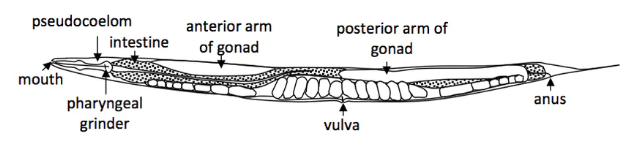 pseudocoelom
intestine
anterior arm
of gonad
posterior arm of
gonad
mouth
pharyngeal
grinder
vulva
anus